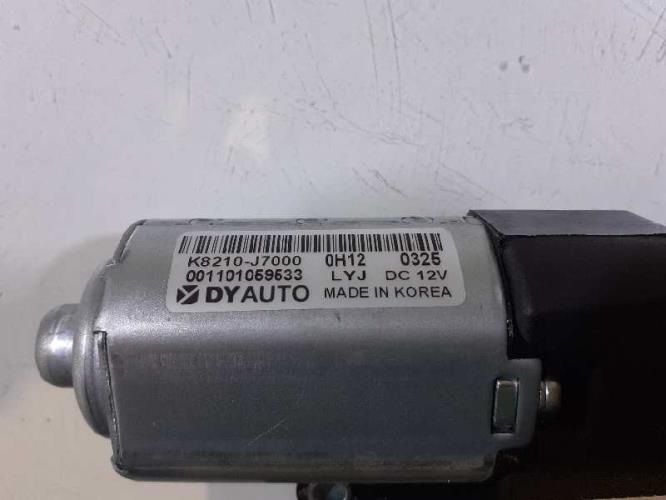 K8210-J7000 0H12 0325
001101059533 LYJ DC 12V
DYAUTO MADE IN KOREA